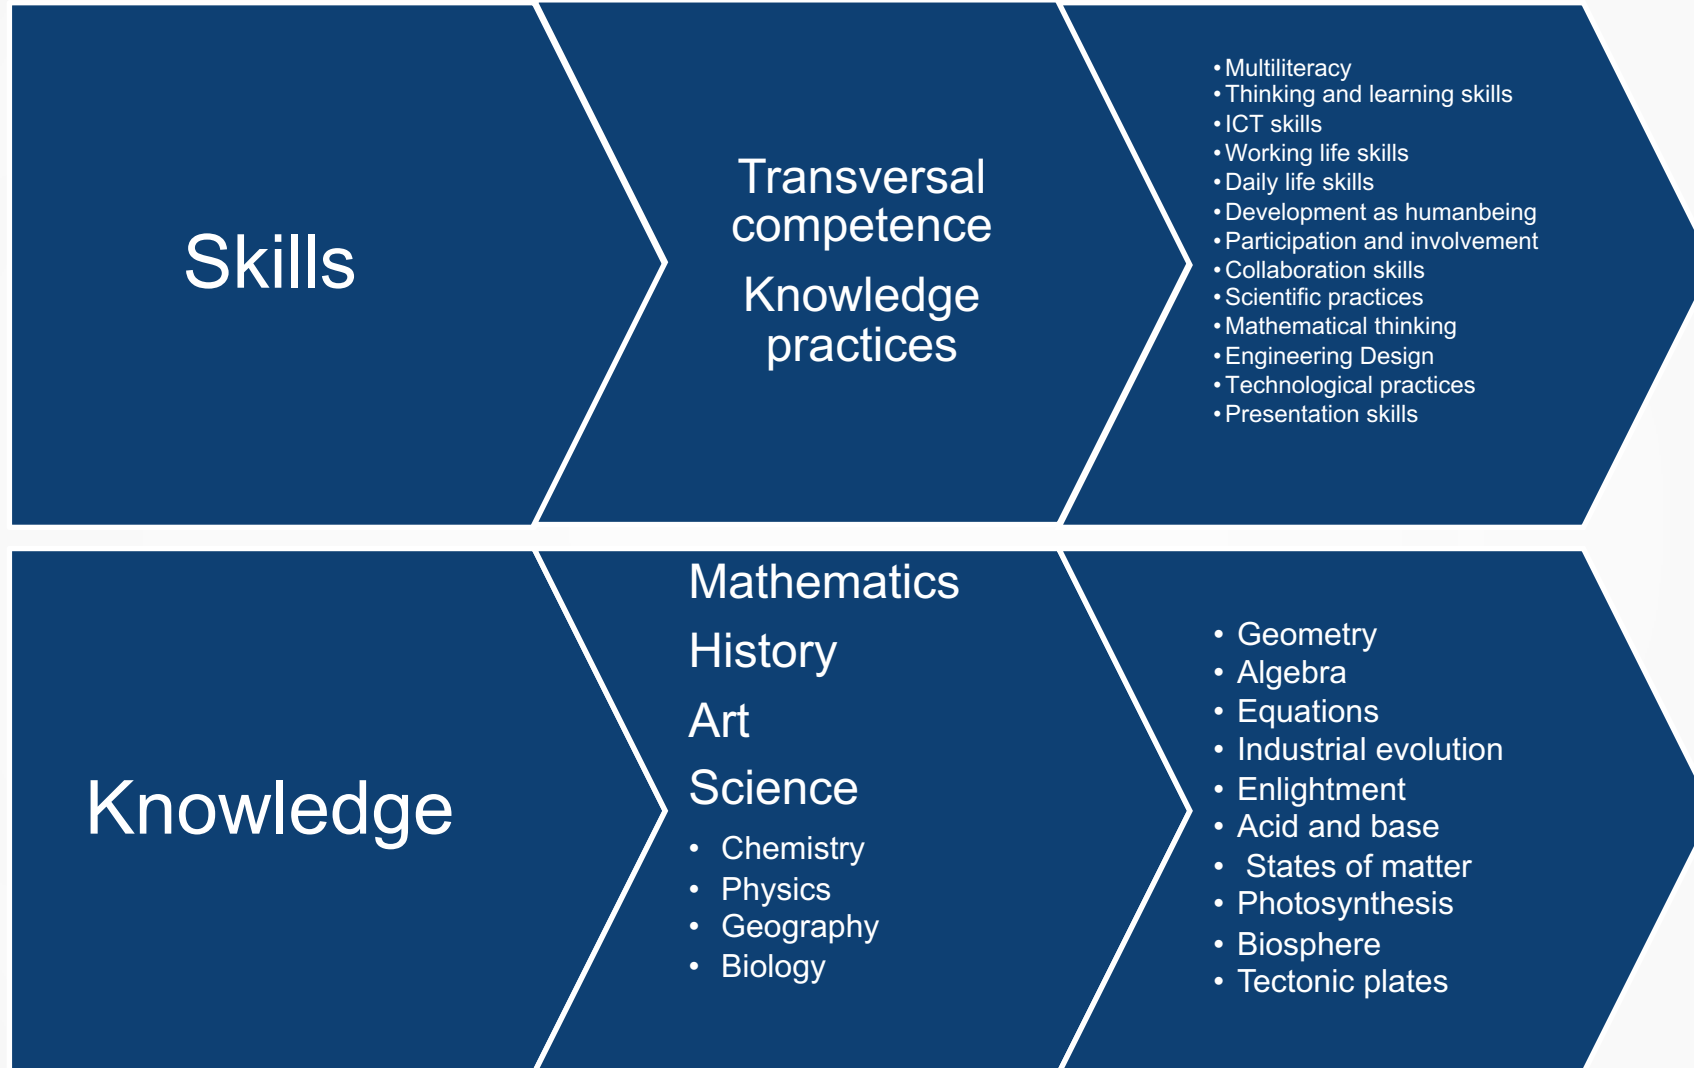 Skills
Transversal
competence
Knowledge
practices
•Multiliteracy
•Thinking and learning skills
•ICT skills
•Working life skills
•Daily life skills
•Development as humanbeing
•Participation and involvement
•Collaboration skills
•Scientific practices
•Mathematical thinking
•Engineering Design
•Technological practices
•Presentation skills
Knowledge
Mathematics
History
Art
Science
• Chemistry
• Physics
• Geography
• Biology
• Geometry
• Algebra
• Equations
• Industrial evolution
• Enlightment
• Acid and base
• States of matter
• Photosynthesis
• Biosphere
• Tectonic plates